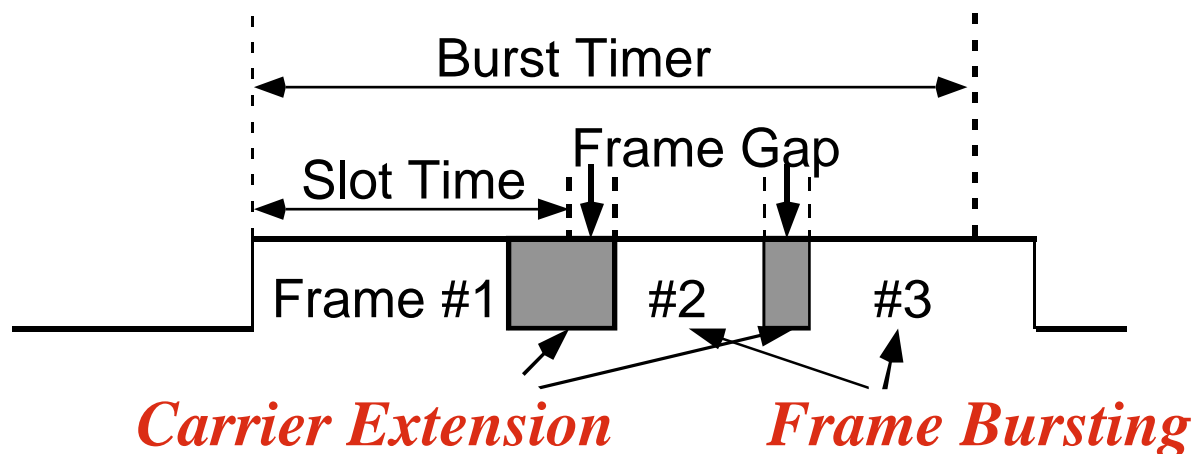 Burst Timer
Frame Gap
Slot Time
Frame #1 #2 #3
Carrier Extension Frame Bursting